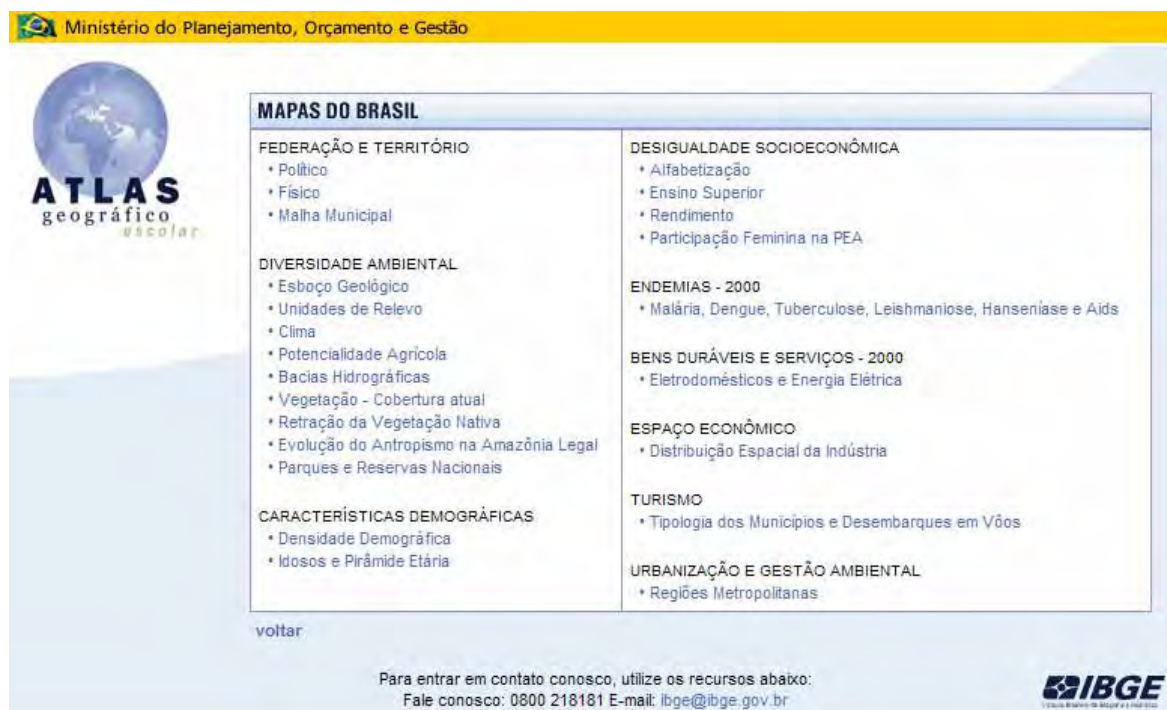 Ministério do Planejamento, Orçamento e Gestão
ATLAS
geográfico
escolar
MAPAS DO BRASIL
FEDERAÇÃO E TERRITÓRIO
• Político
• Físico
• Malha Municipal
DIVERSIDADE AMBIENTAL
• Esboço Geológico
• Unidades de Relevo
• Clima
• Potencialidade Agrícola
• Bacias Hidrográficas
• Vegetação - Cobertura atual
• Retração da Vegetação Nativa
• Evolução do Antropismo na Amazônia Legal
• Parques e Reservas Nacionais
CARACTERÍSTICAS DEMOGRÁFICAS
• Densidade Demográfica
• Idosos e Pirâmide Etária
DESIGUALDADE SOCIOECONÔMICA
• Alfabetização
• Ensino Superior
• Rendimento
• Participação Feminina na PEA
ENDEMIAS - 2000
• Malária, Dengue, Tuberculose, Leishmaniose, Hanseníase e Aids
BENS DURÁVEIS E SERVIÇOS - 2000
• Eletrodomésticos e Energia Elétrica
ESPAÇO ECONÔMICO
• Distribuição Espacial da Indústria
TURISMO
• Tipologia dos Municípios e Desembarques em Vôos
URBANIZAÇÃO E GESTÃO AMBIENTAL
• Regiões Metropolitanas
voltar
Para entrar em contato conosco, utilize os recursos abaixo:
Fale conosco: 0800 218181 E-mail: ibge@ibge.gov.br
IBGE